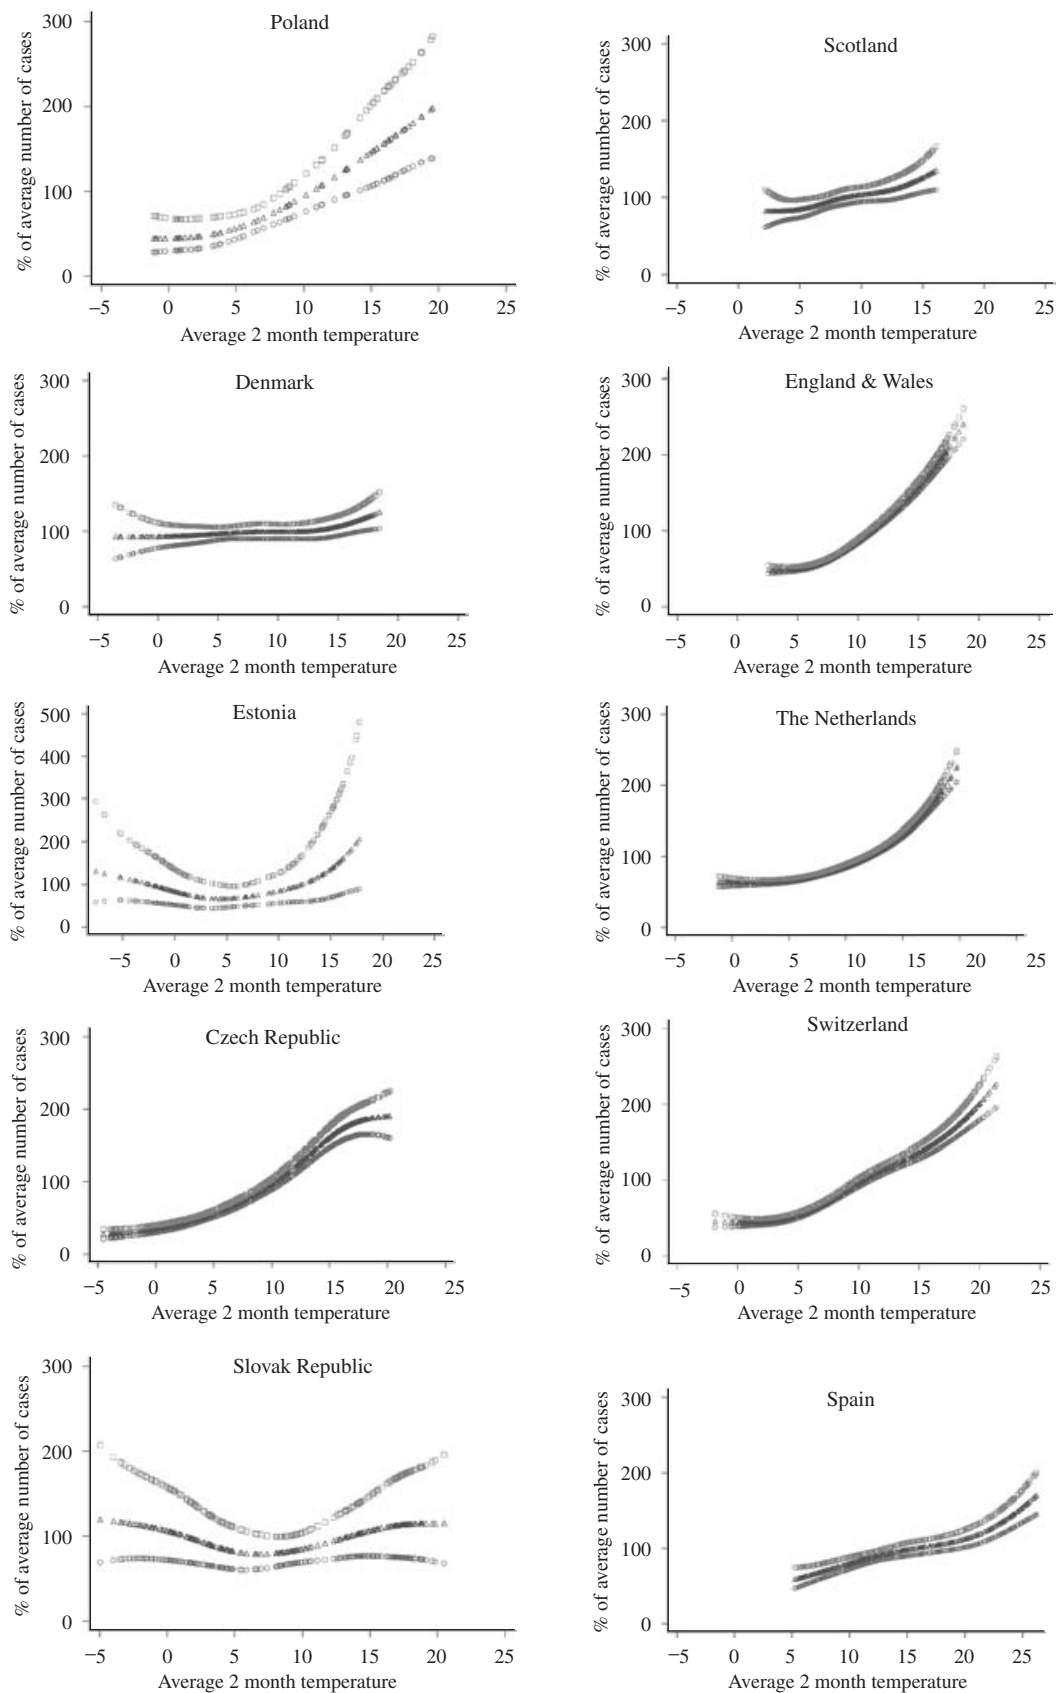 Poland
% of average number of cases
300
200
100
0
−5 0 5 10 15 20 25
Average 2 month temperature
Scotland
% of average number of cases
300
200
100
0
−5 0 5 10 15 20 25
Average 2 month temperature
Denmark
% of average number of cases
300
200
100
0
−5 0 5 10 15 20 25
Average 2 month temperature
England & Wales
% of average number of cases
300
200
100
0
−5 0 5 10 15 20 25
Average 2 month temperature
Estonia
% of average number of cases
500
400
300
200
100
0
−5 0 5 10 15 20 25
Average 2 month temperature
The Netherlands
% of average number of cases
300
200
100
0
−5 0 5 10 15 20 25
Average 2 month temperature
Czech Republic
% of average number of cases
300
200
100
0
−5 0 5 10 15 20 25
Average 2 month temperature
Switzerland
% of average number of cases
300
200
100
0
−5 0 5 10 15 20 25
Average 2 month temperature
Slovak Republic
% of average number of cases
300
200
100
0
−5 0 5 10 15 20 25
Average 2 month temperature
Spain
% of average number of cases
300
200
100
0
−5 0 5 10 15 20 25
Average 2 month temperature